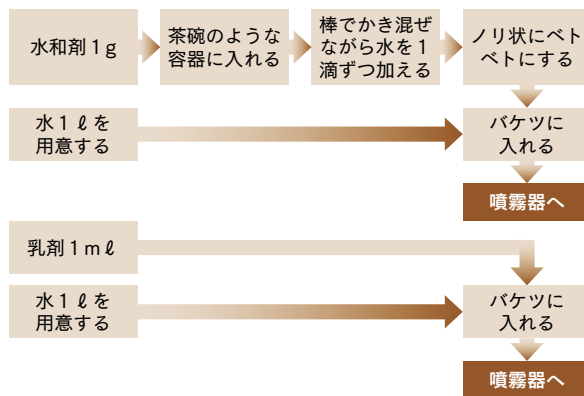 水和剤1g
茶碗のような
容器に入れる
棒でかき混ぜ
ながら水を1
滴ずつ加える
ノリ状にベト
ベトにする
水1ℓを
用意する
バケツに
入れる
噴霧器へ
乳剤1mℓ
水1ℓを
用意する
バケツに
入れる
噴霧器へ